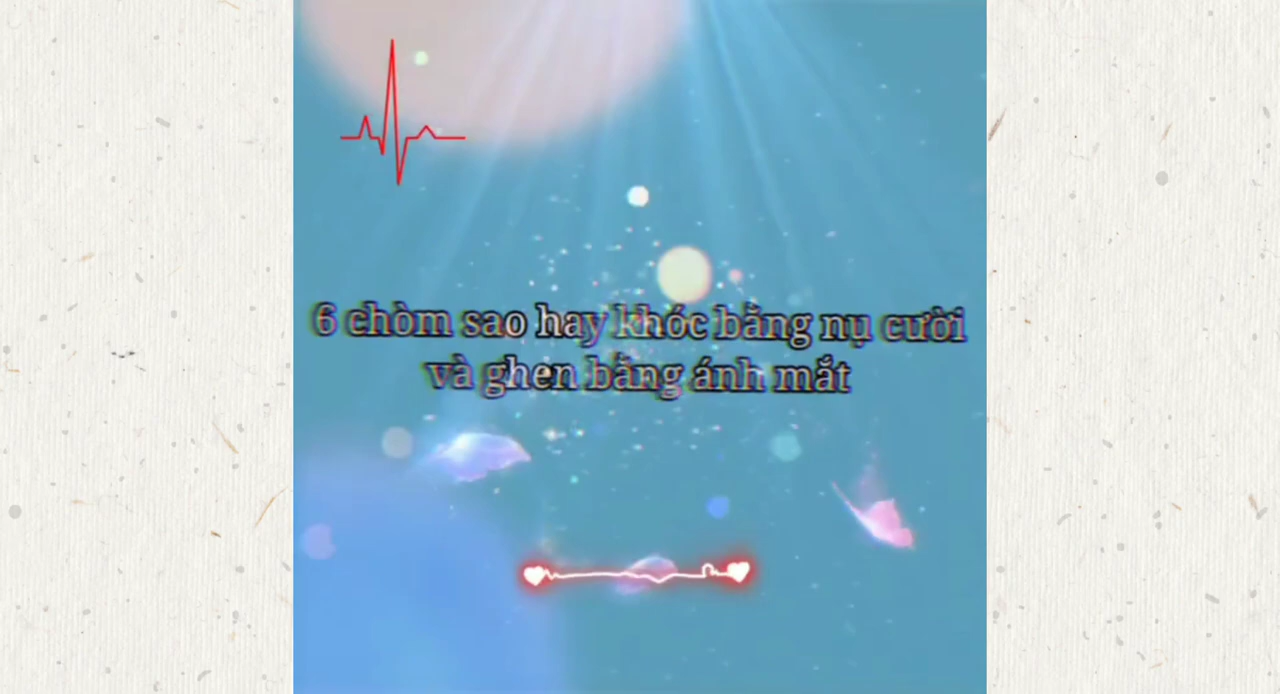 6 chòm sao hay khóc bằng nụ cười
và ghen bằng ánh mắt